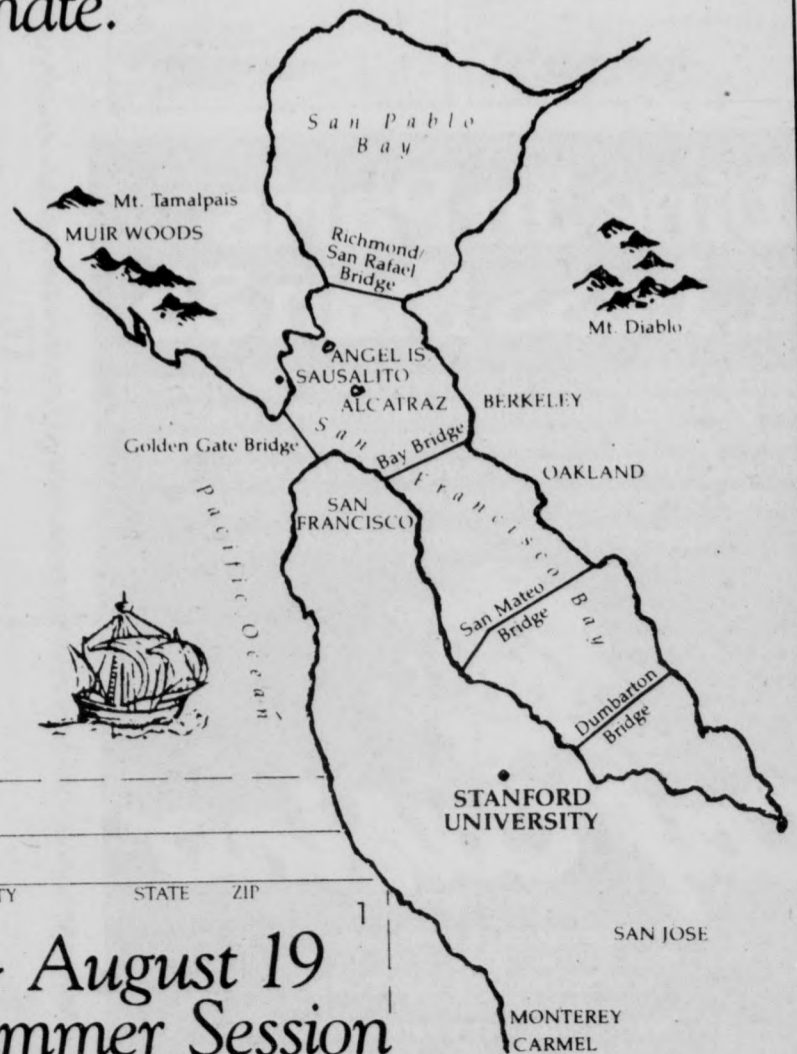 San Pablo
Bay
Mt. Tamalpais
MUIR WOODS
Richmond/
San Rafael
Bridge
Mt. Diablo
ANGEL IS.
SAUSALITO
ALCATRAZ
BERKELEY
Golden Gate Bridge
San Francisco Bay
Bay Bridge
OAKLAND
Pacific Ocean
SAN
FRANCISCO
San Mateo
Bridge
Dumbarton
Bridge
STANFORD
UNIVERSITY
STATE ZIP
1
SAN JOSE
August 19
Session
MONTEREY
CARMEL